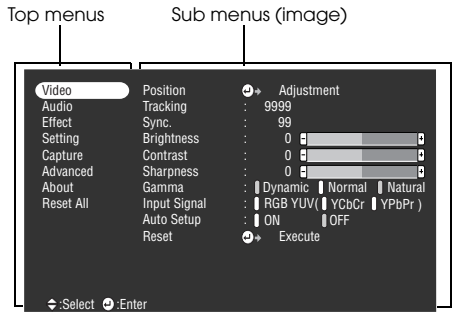 Top menus Sub menus (image)
Video Position Adjustment
Audio Tracking : 9999
Effect Sync. : 99
Setting Brightness : 0 - +
Capture Contrast : 0 - +
Advanced Sharpness : 0 - +
About Gamma : Dynamic Normal Natural
Reset All Input Signal : RGB YUV( YCbCr YPbPr )
Auto Setup : ON OFF
Reset Execute
:Select :Enter